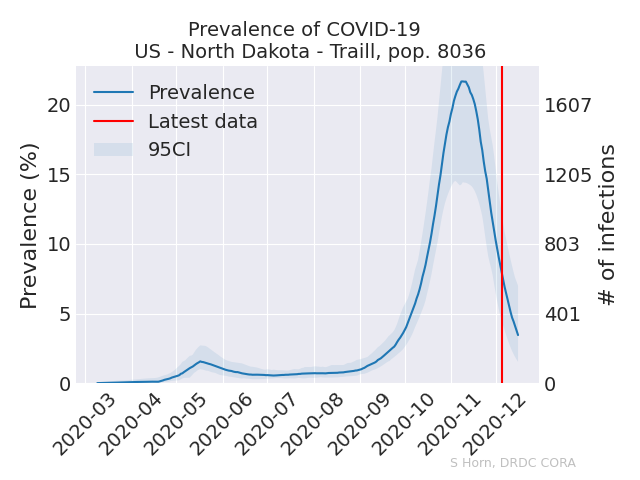 Prevalence of COVID-19
US - North Dakota - Traill, pop. 8036
Prevalence
Latest data
95CI
Prevalence (%)
20
15
10
5
0
1607
1205
803
401
0
# of infections
2020-03
2020-04
2020-05
2020-06
2020-07
2020-08
2020-09
2020-10
2020-11
2020-12
S Horn, DRDC CORA